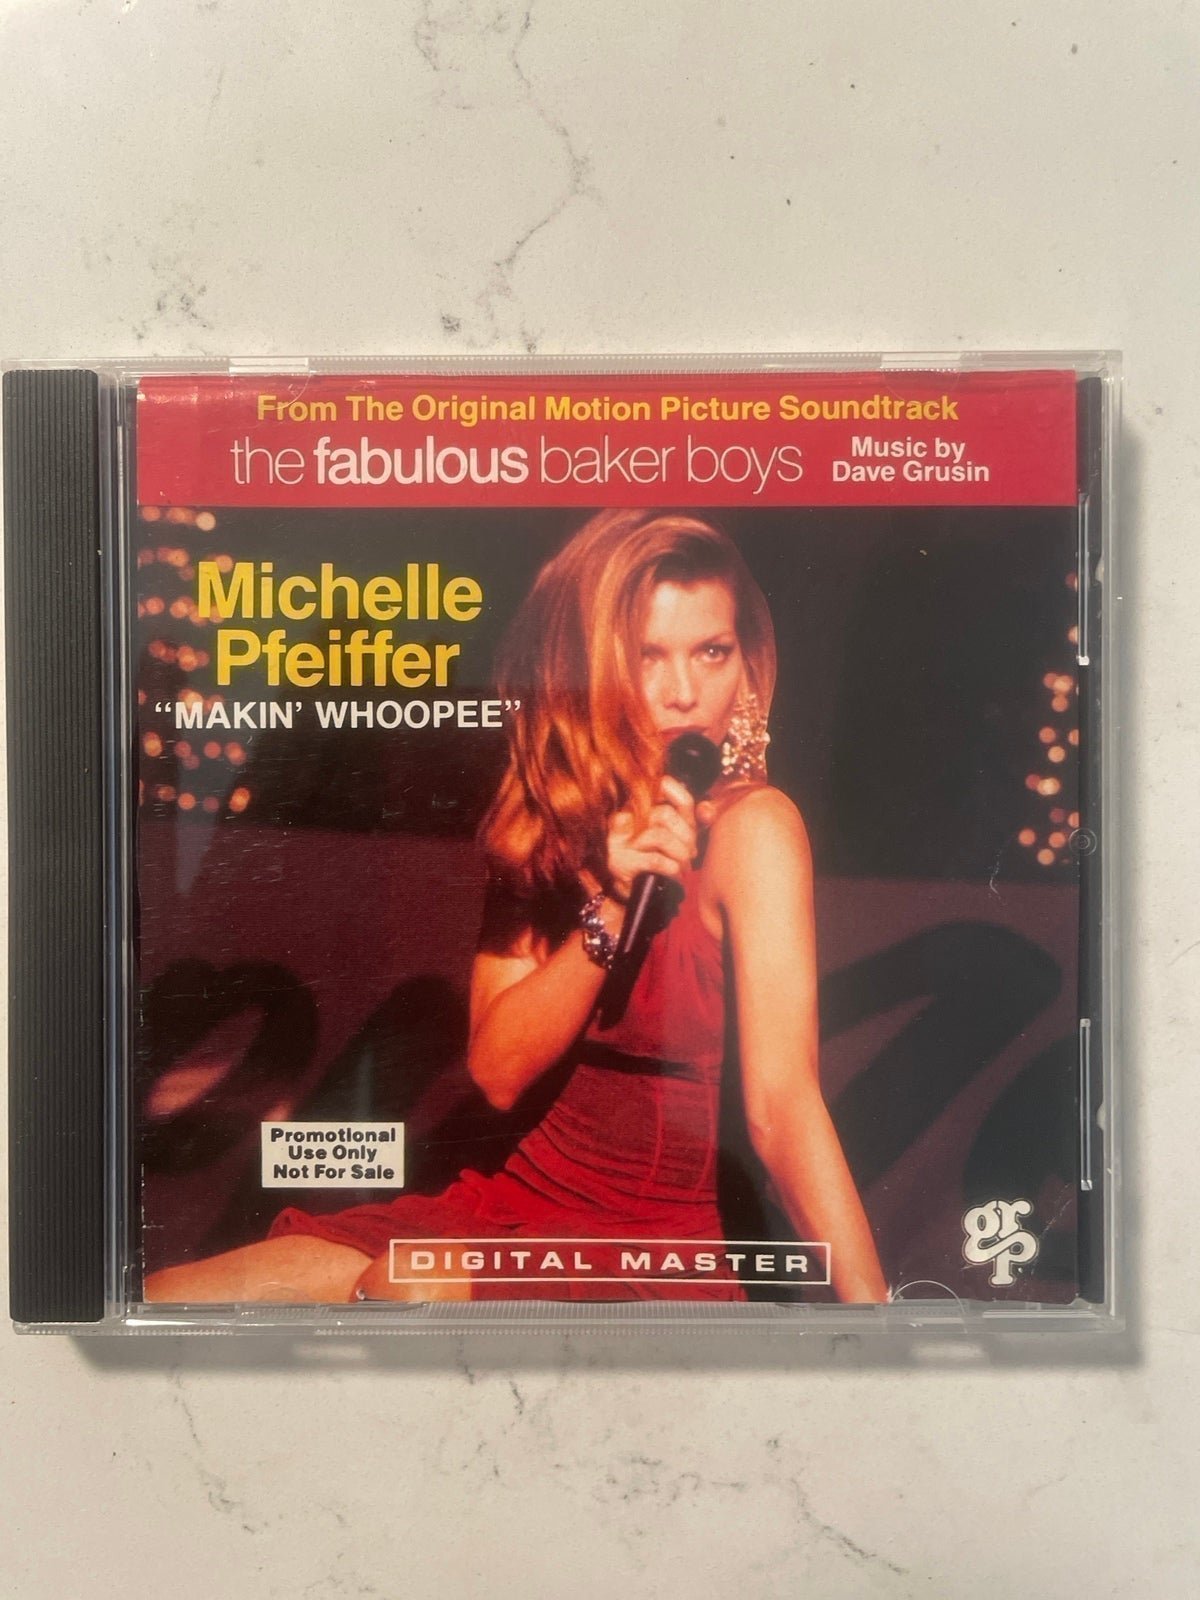 From The Original Motion Picture Soundtrack
the fabulous baker boys
Music by
Dave Grusin
Michelle
Pfeiffer
“MAKIN’ WHOOPEE”
Promotional
Use Only
Not For Sale
DIGITAL MASTER
grp